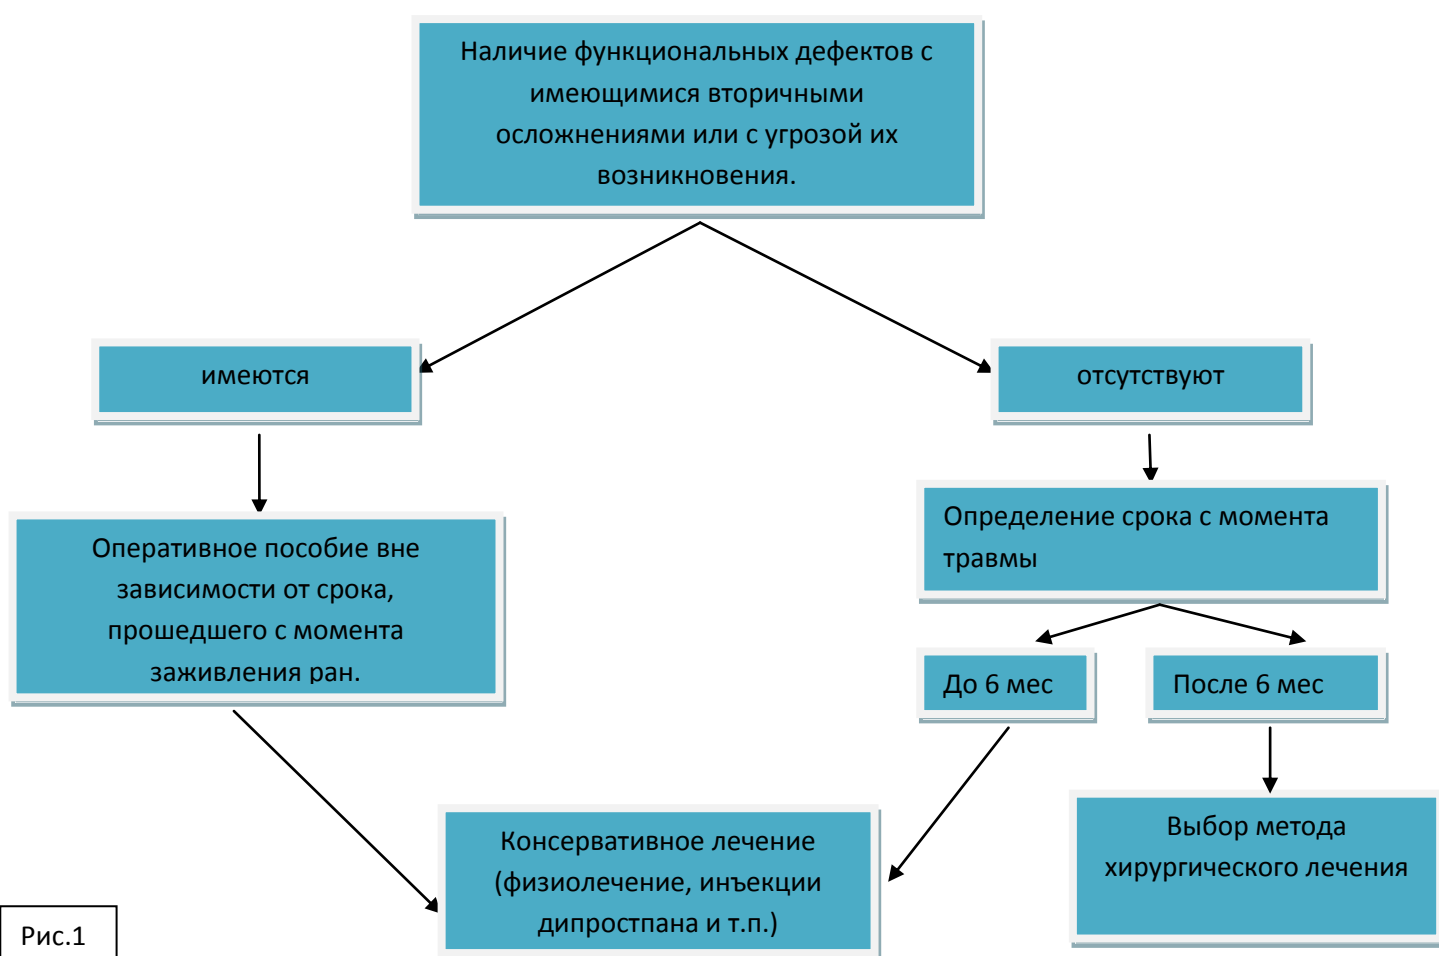 Наличие функциональных дефектов с
имеющимися вторичными
осложнениями или с угрозой их
возникновения.
имеются
отсутствуют
Оперативное пособие вне
зависимости от срока,
прошедшего с момента
заживления ран.
Определение срока с момента
травмы
До 6 мес
После 6 мес
Консервативное лечение
(физиолечение, инъекции
дипростпана и т.п.)
Выбор метода
хирургического лечения
Рис.1